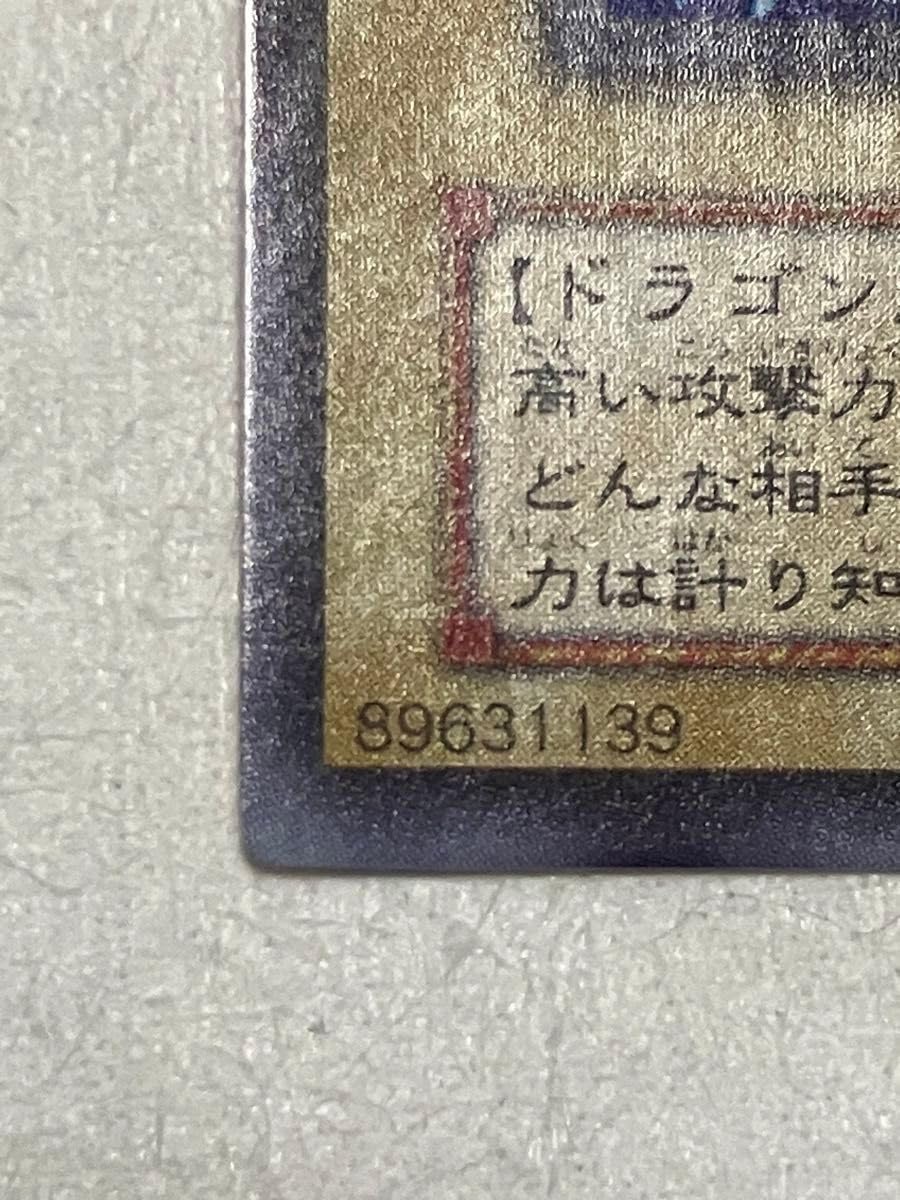 【ドラゴン
高い攻撃力
どんな相手
力は計り知
89631139